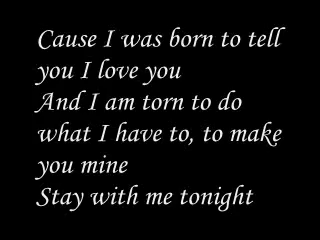 Cause I was born to tell
you I love you
And I am torn to do
what I have to, to make
you mine
Stay with me tonight